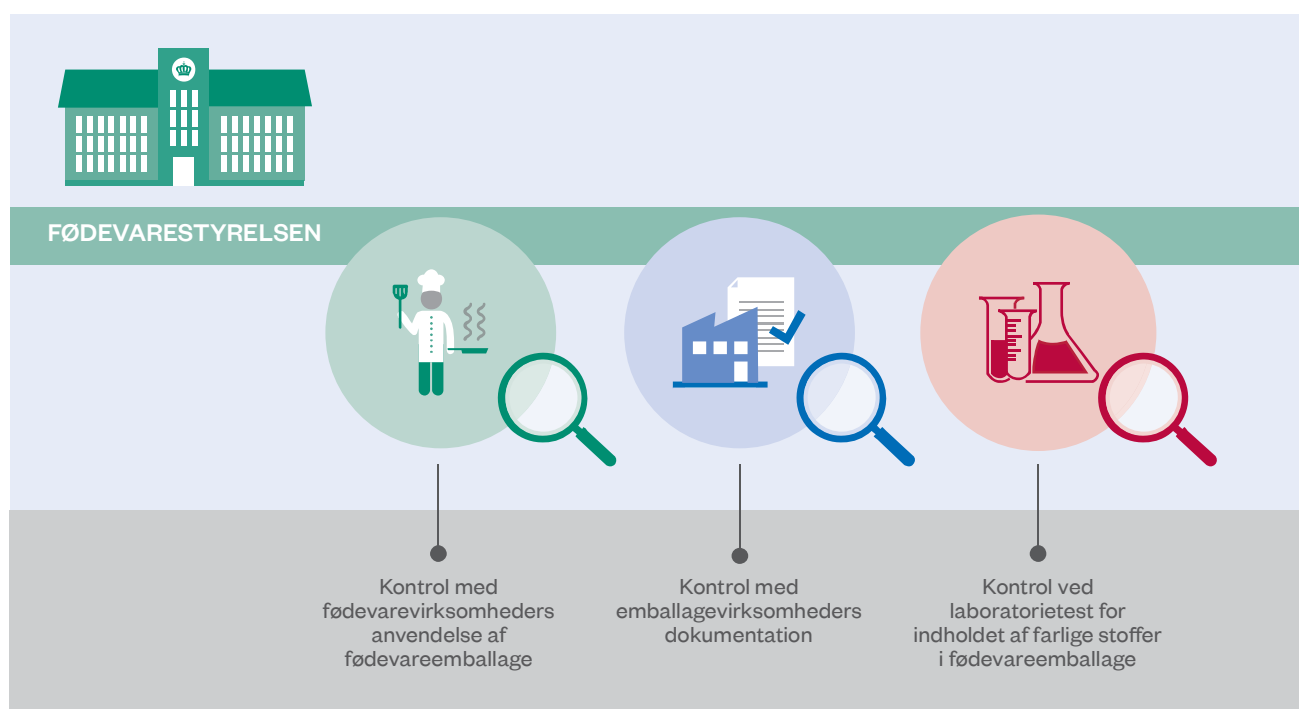 FØDEVARESTYRELSEN
Kontrol med
fødevarevirksomheders
anvendelse af
fødevareemballage
Kontrol med
emballagevirksomheders
dokumentation
Kontrol ved
laboratorietest for
indholdet af farlige stoffer
i fødevareemballage